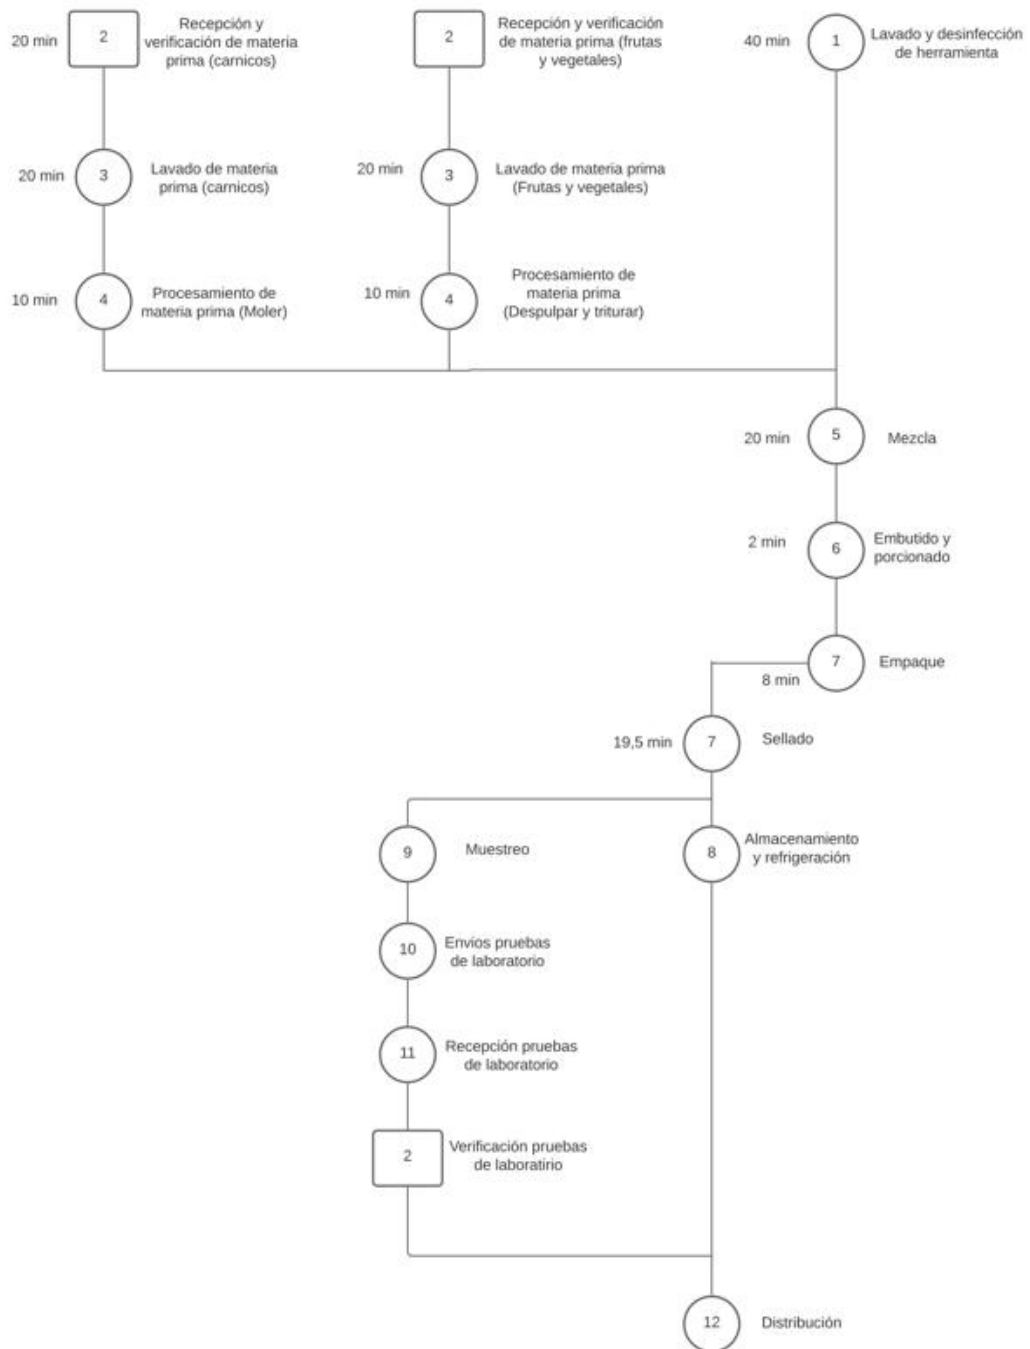 20 min
2
Recepción y
verificación de materia
prima (carnicos)
2
Recepción y verificación
de materia prima (frutas
y vegetales)
40 min
1
Lavado y desinfección
de herramienta
20 min
3
Lavado de materia
prima (carnicos)
20 min
3
Lavado de materia prima
(Frutas y vegetales)
10 min
4
Procesamiento de
materia prima (Moler)
10 min
4
Procesamiento de
materia prima
(Despulpar y triturar)
20 min
5
Mezcla
2 min
6
Embutido y
porcionado
7
Empaque
8 min
19,5 min
7
Sellado
9
Muestreo
8
Almacenamiento
y refrigeración
10
Envios pruebas
de laboratorio
11
Recepción pruebas
de laboratorio
2
Verificación pruebas
de laboratirio
12
Distribución